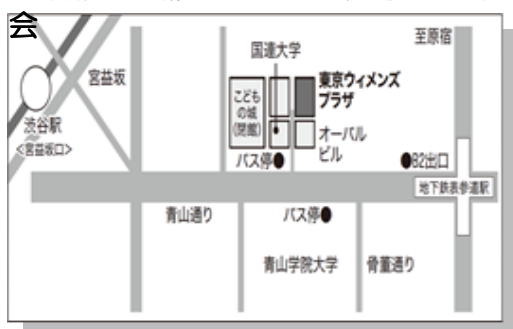 会
至原宿
国連大学
宮益坂
東京ウィメンズ
プラザ
こども
の城
(閉館)
渋谷駅
<宮益坂口>
オーバル
ビル
バス停●
●B2出口
地下鉄表参道駅
青山通り
バス停●
青山学院大学
骨董通り